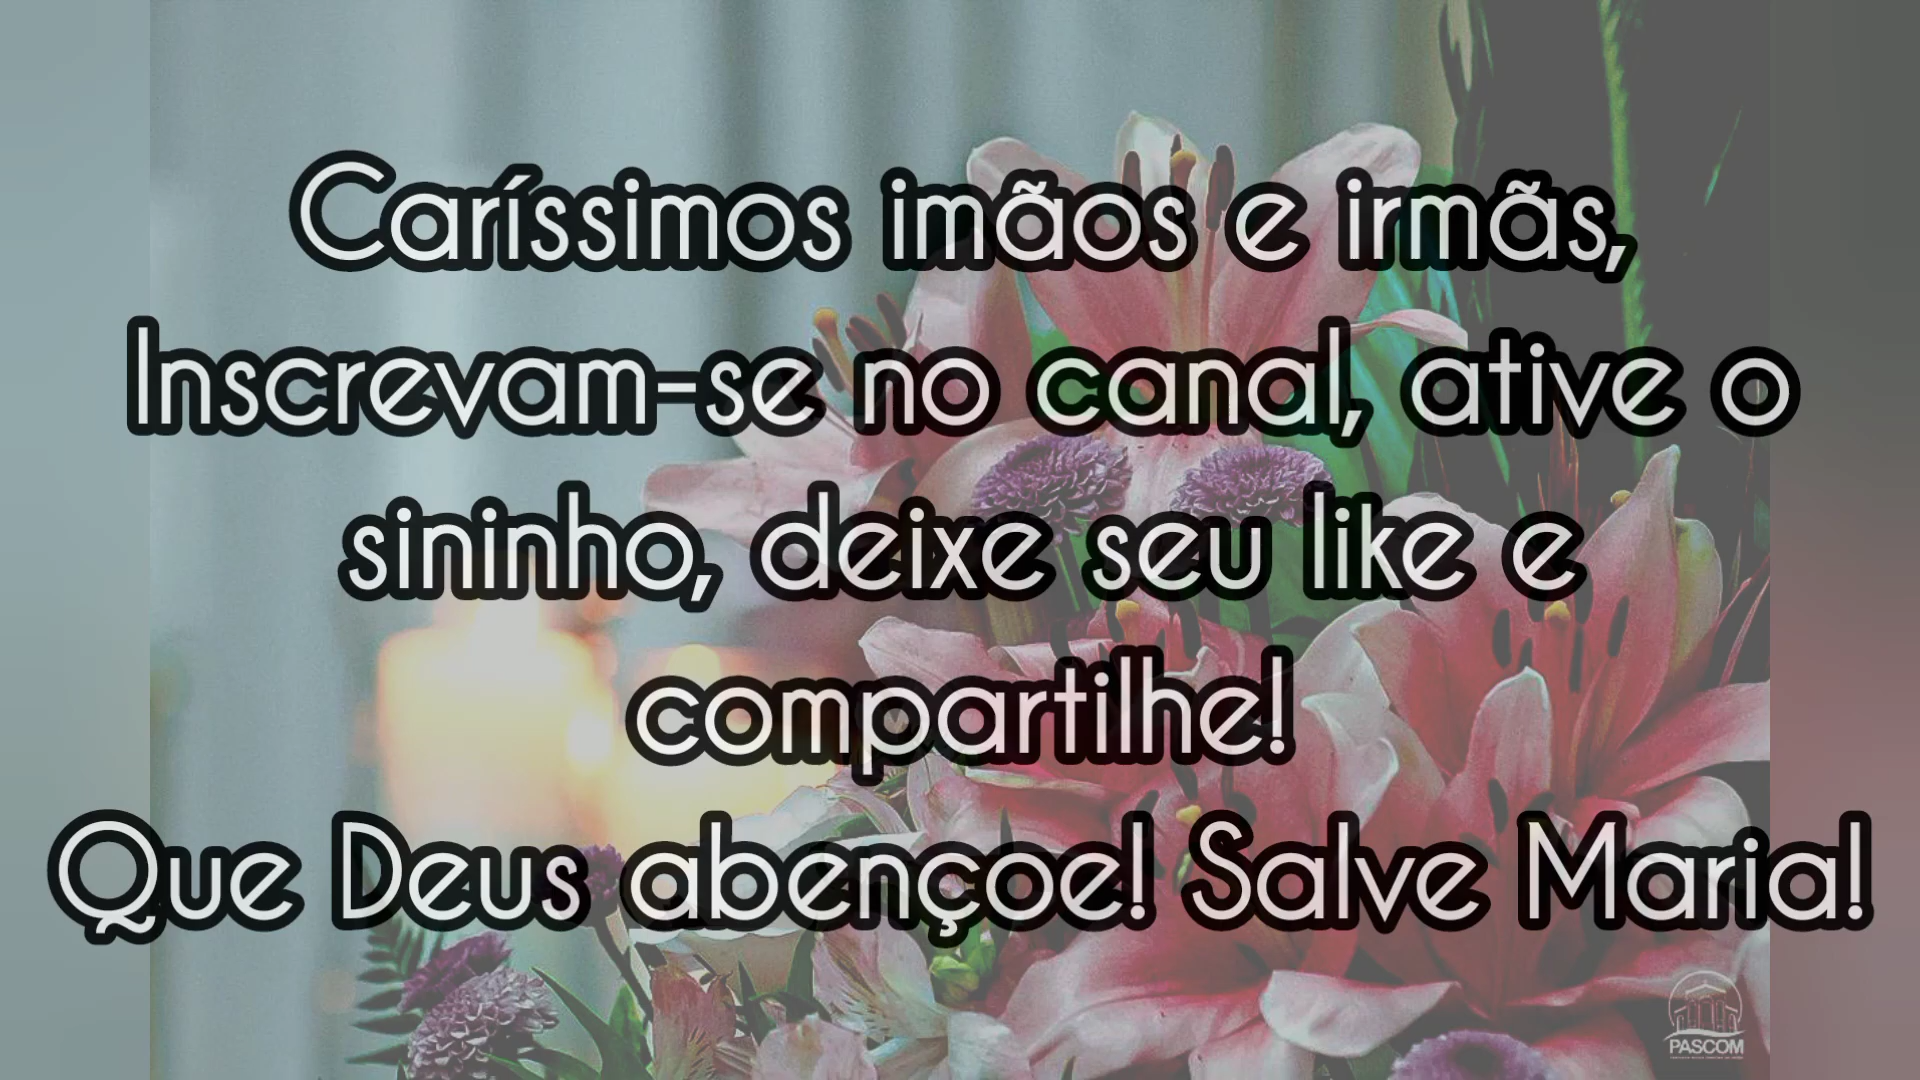 Caríssimos imãos e irmãs,
Inscrevam-se no canal, ative o
sininho, deixe seu like e
compartilhe!
Que Deus abençoe! Salve Maria!
PASCOM